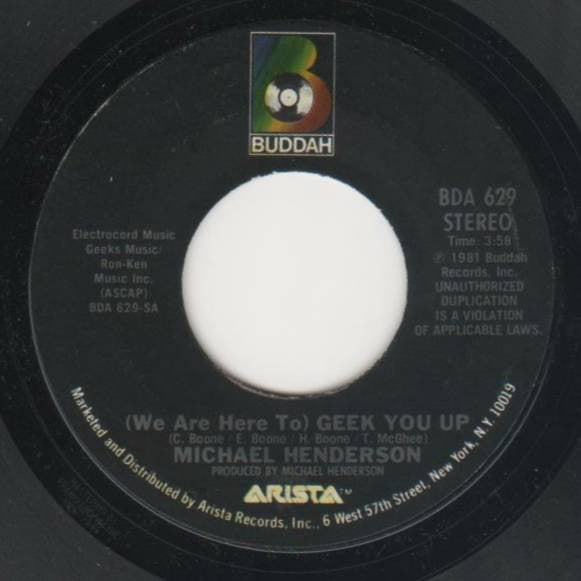 BUDDAH
BDA 629
STEREO
Time: 3:58
℗ 1981 Buddah
Records, Inc.
UNAUTHORIZED
DUPLICATION
IS A VIOLATION
OF APPLICABLE LAWS.
Electrocord Music
Geeks Music/
Ron-Ken
Music Inc.
(ASCAP)
BDA 629-SA
(We Are Here To) GEEK YOU UP
(C. Boone / E. Boone / H. Boone / T. McGhee)
MICHAEL HENDERSON
PRODUCED BY MICHAEL HENDERSON
ARISTA™
Marketed and Distributed by Arista Records, Inc., 6 West 57th Street, New York, N.Y. 10019